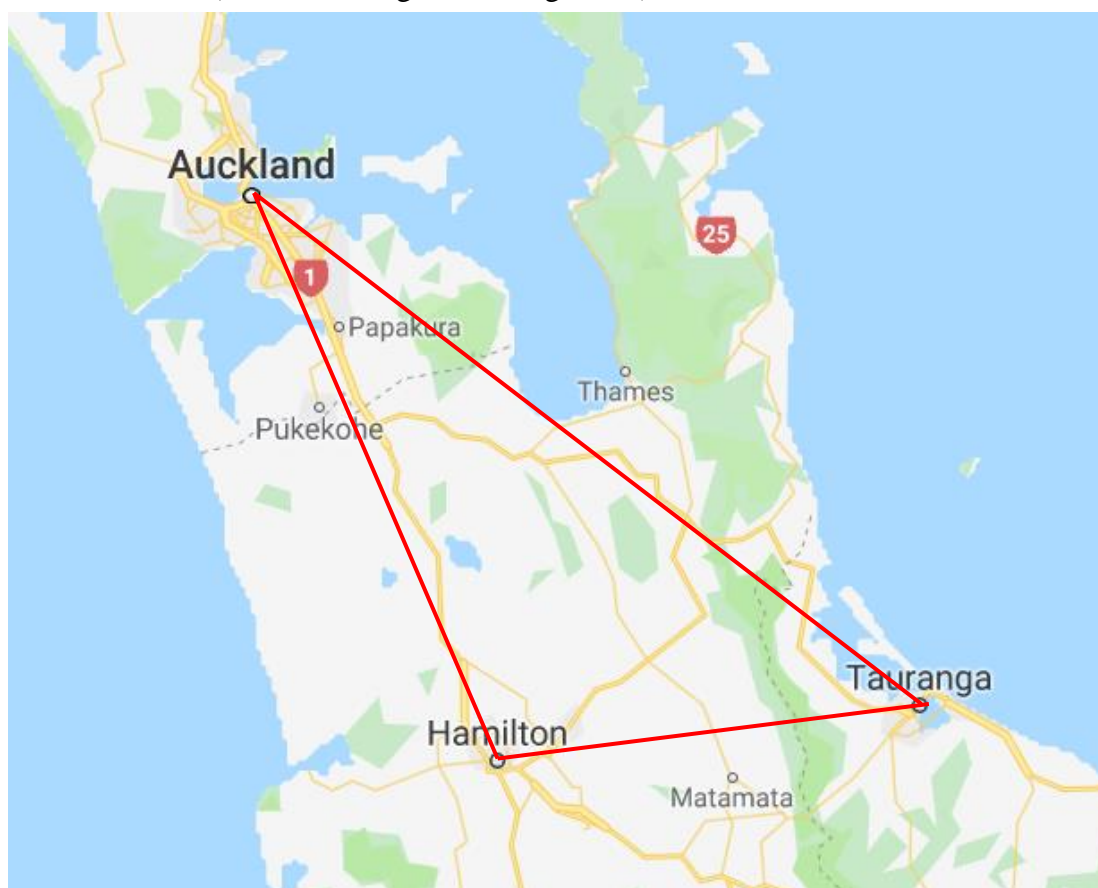 Auckland
25
1
Papakura
Thames
Pukekohe
Tauranga
Hamilton
Matamata